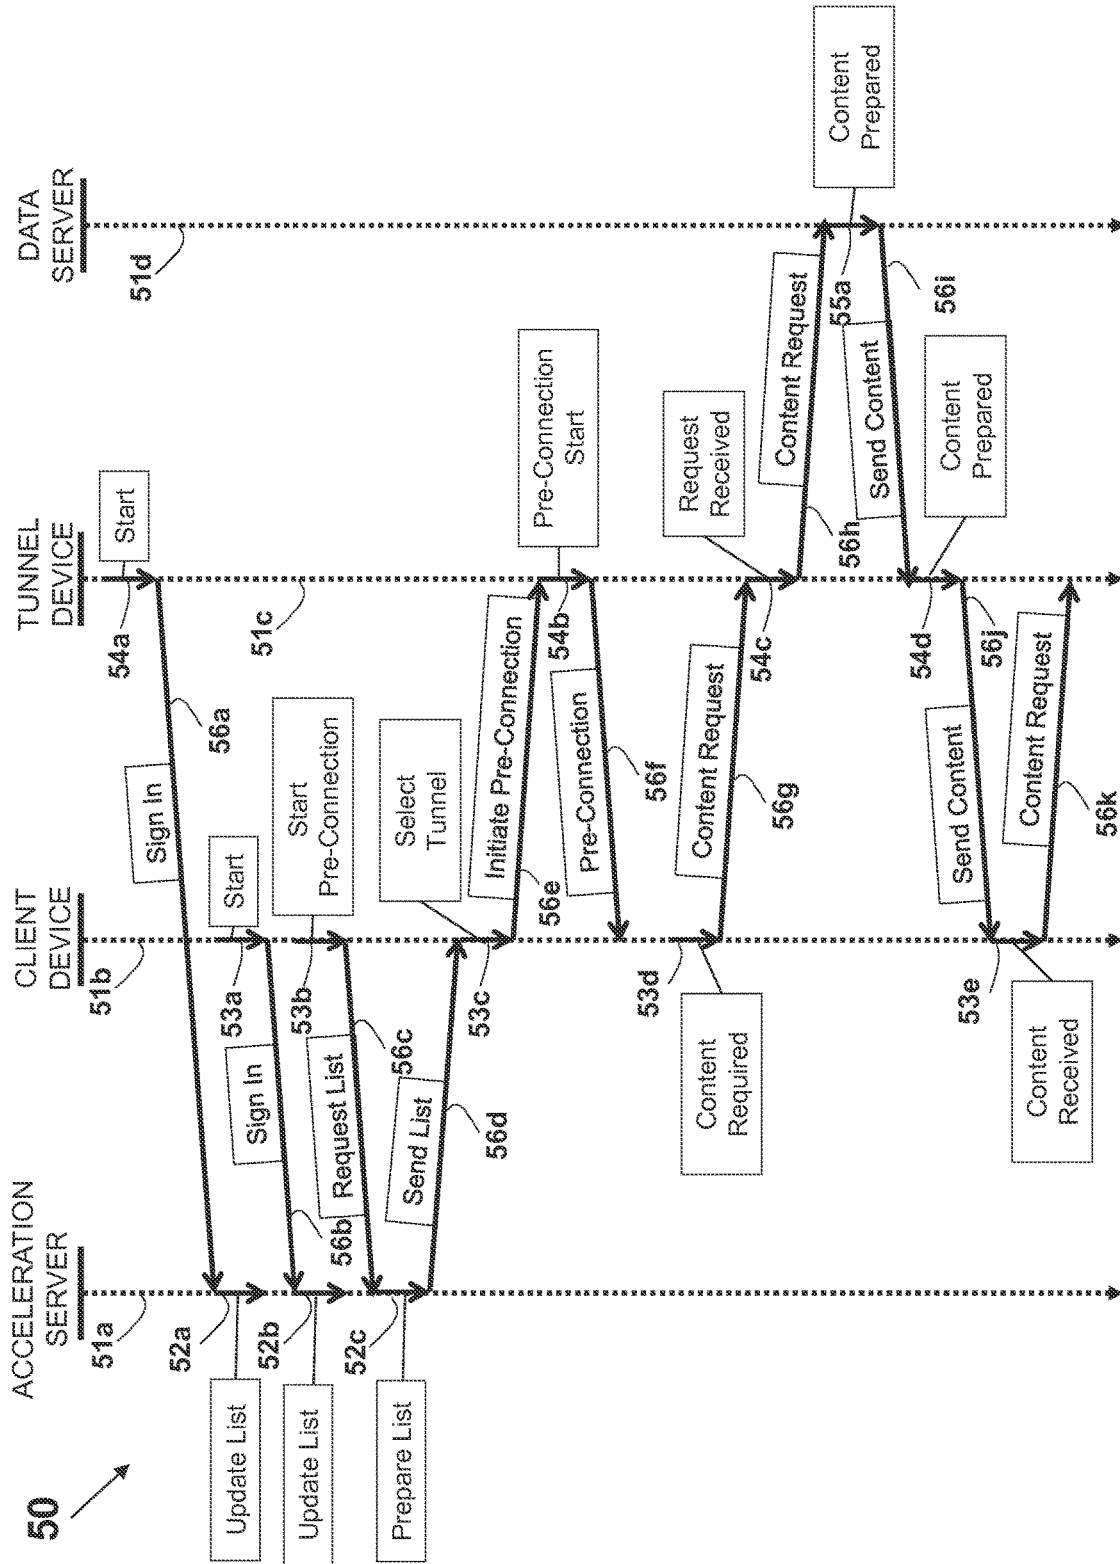 50
ACCELERATION
SERVER
CLIENT
DEVICE
TUNNEL
DEVICE
DATA
SERVER
51a
51b
54a
Start
51d
56a
Sign In
52a
Update List
53a
Start
51c
Sign In
56b
52b
Update List
53b
Start
Pre-Connection
Request List
56c
52c
Prepare List
Send List
56d
53c
Select
Tunnel
Initiate Pre-Connection
56e
54b
Pre-Connection
Start
Pre-Connection
56f
53d
Content
Required
Content Request
56g
54c
Request
Received
Content Request
56h
55a
Content
Prepared
Send Content
56i
54d
Content
Prepared
Send Content
56j
53e
Content
Received
Content Request
56k